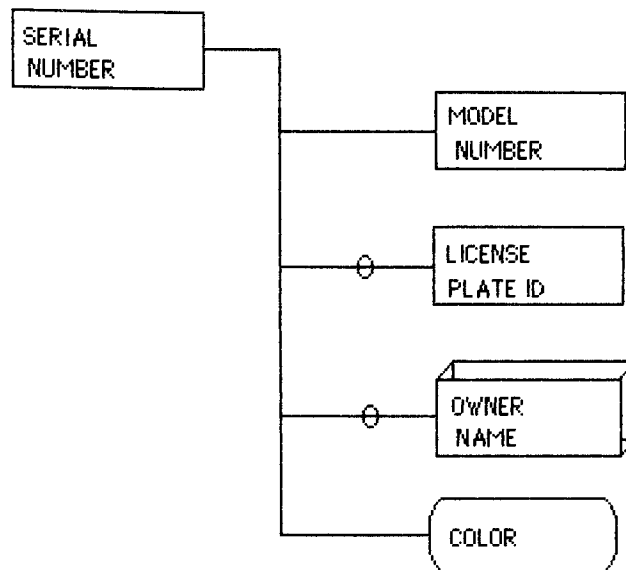 SERIAL
NUMBER
MODEL
NUMBER
LICENSE
PLATE ID
OWNER
NAME
COLOR